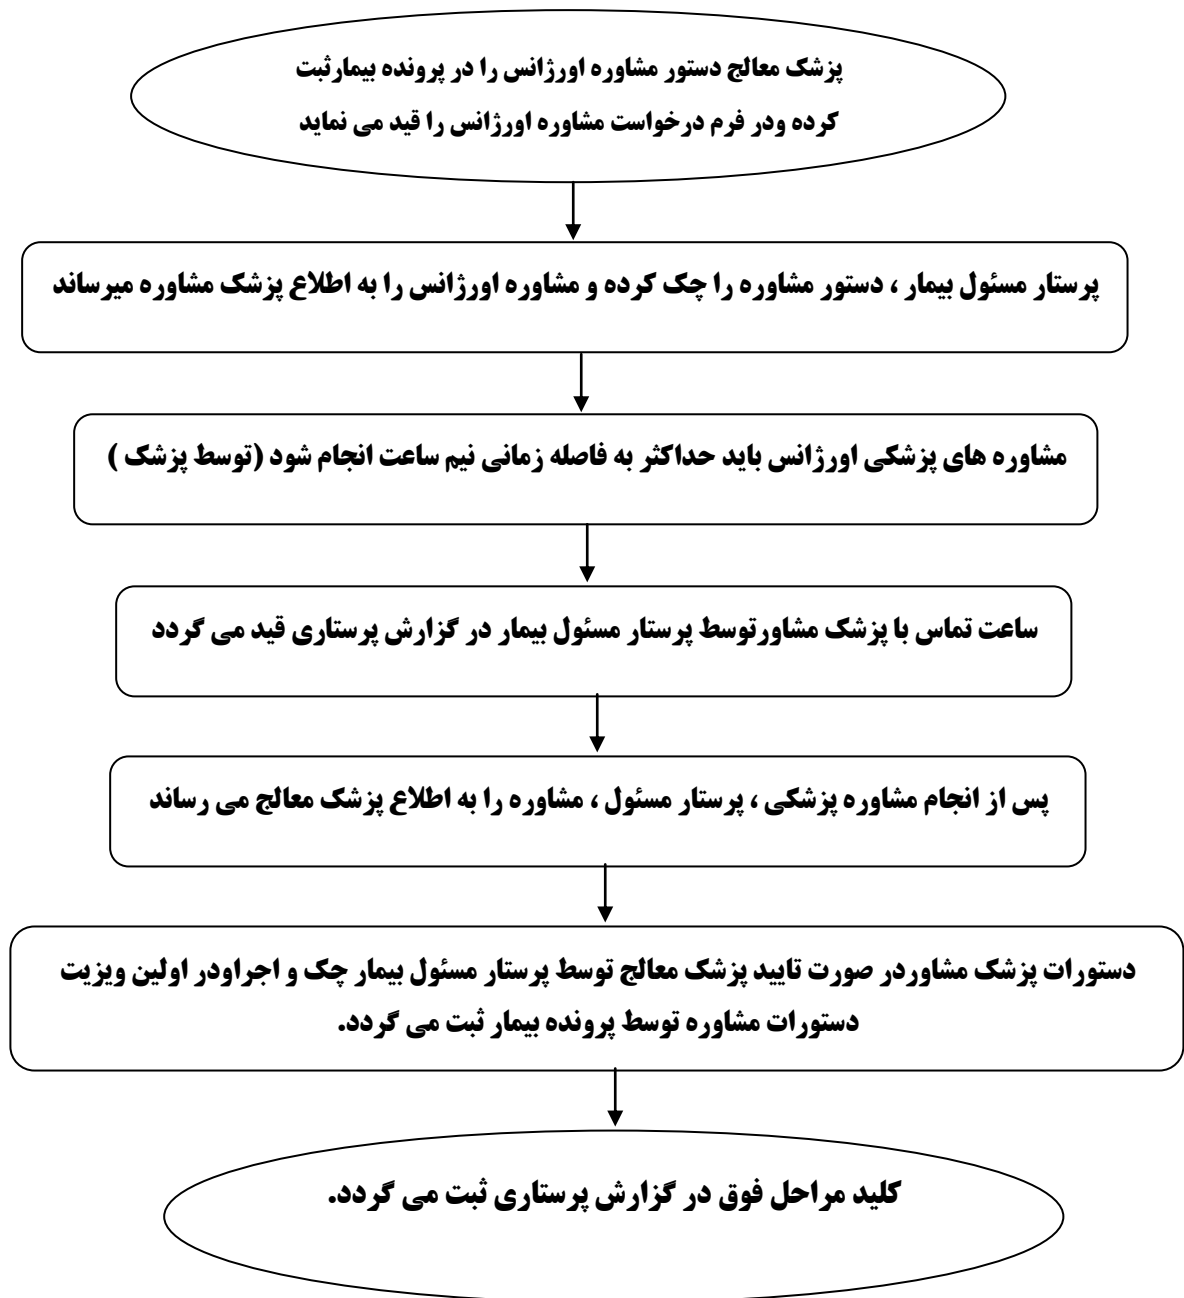 پزشک معالج دستور مشاوره اورژانس را در پرونده بیمارثبت
کرده ودر فرم درخواست مشاوره اورژانس را قید می نماید
پرستار مسئول بیمار ، دستور مشاوره را چک کرده و مشاوره اورژانس را به اطلاع پزشک مشاوره میرساند
مشاوره های پزشکی اورژانس باید حداکثر به فاصله زمانی نیم ساعت انجام شود (توسط پزشک )
ساعت تماس با پزشک مشاورتوسط پرستار مسئول بیمار در گزارش پرستاری قید می گردد
پس از انجام مشاوره پزشکی ، پرستار مسئول ، مشاوره را به اطلاع پزشک معالج می رساند
دستورات پزشک مشاوردر صورت تایید پزشک معالج توسط پرستار مسئول بیمار چک و اجراودر اولین ویزیت
دستورات مشاوره توسط پرونده بیمار ثبت می گردد.
کلید مراحل فوق در گزارش پرستاری ثبت می گردد.